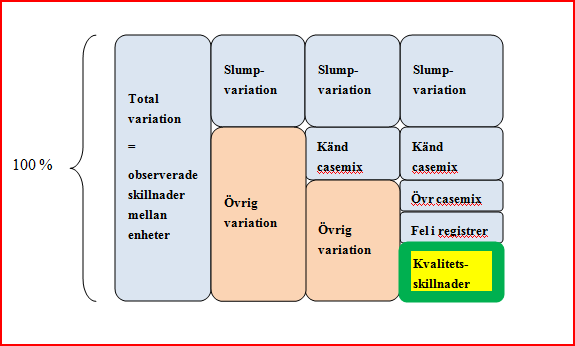 100 %
Total
variation
=
observerade
skillnader
mellan
enheter
Slump-
variation
Övrig
variation
Slump-
variation
Känd
casemix
Övrig
variation
Slump-
variation
Känd
casemix
Övr casemix
Fel i registrer
Kvalitets-
skillnader